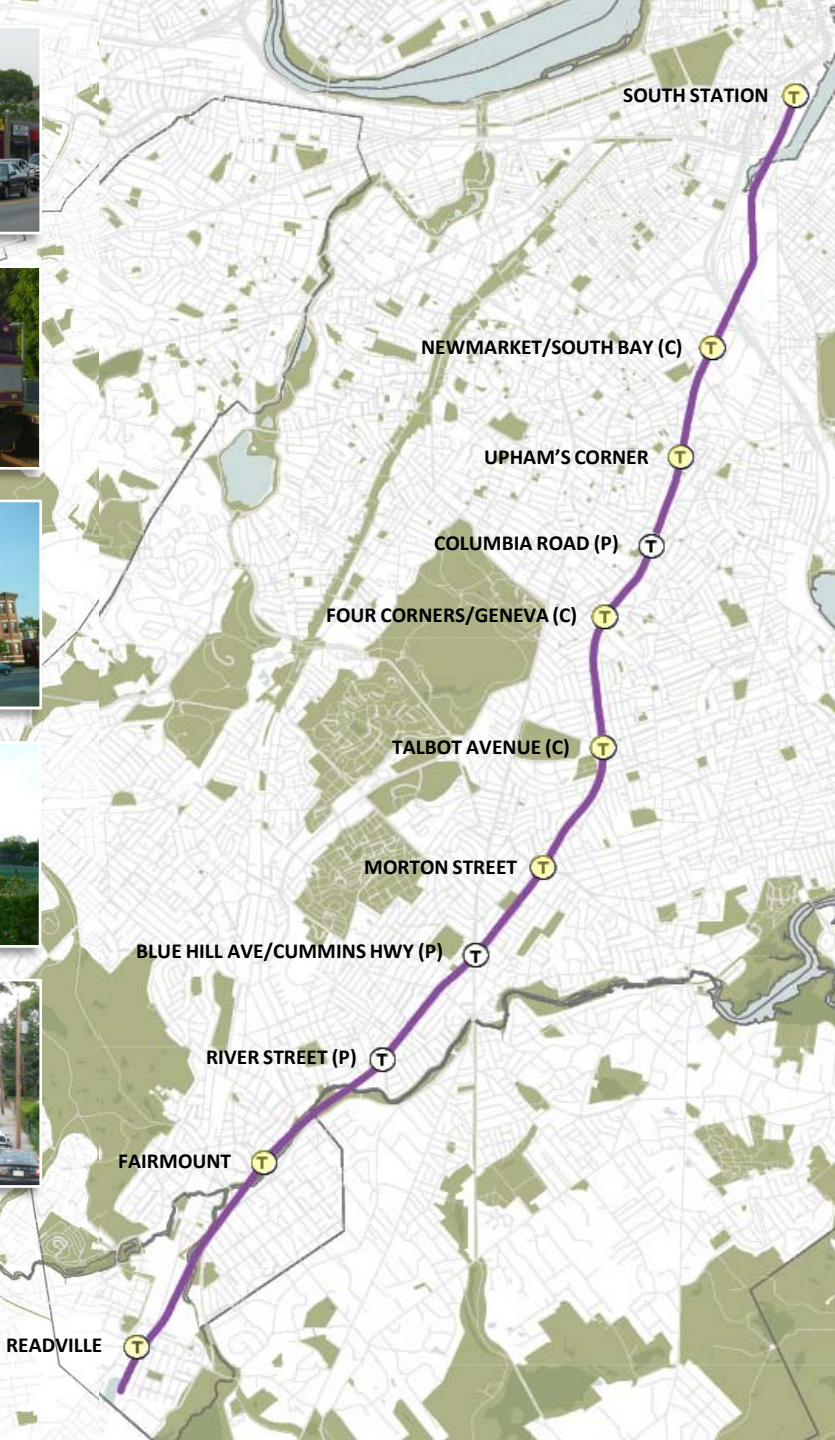 SOUTH STATION T
NEWMARKET/SOUTH BAY (C) T
UPHAM'S CORNER T
COLUMBIA ROAD (P) T
FOUR CORNERS/GENEVA (C) T
TALBOT AVENUE (C) T
MORTON STREET T
BLUE HILL AVE/CUMMINS HWY (P) T
RIVER STREET (P) T
FAIRMOUNT T
READVILLE T